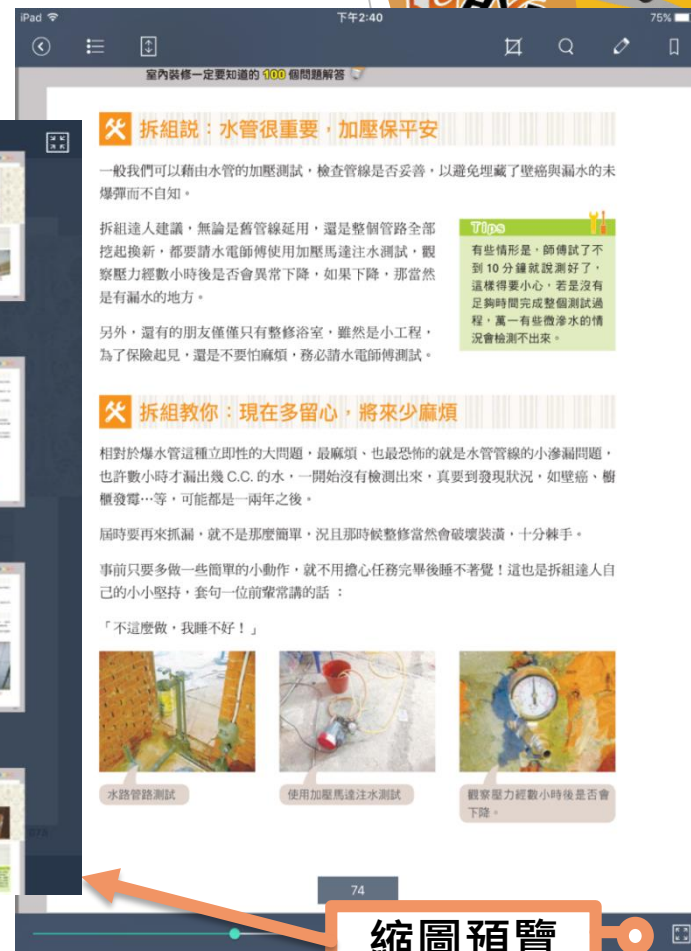 iPad
下午2:40
75%
室內裝修一定要知道的 100 個問題解答
拆組說：水管很重要，加壓保平安
一般我們可以藉由水管的加壓測試，檢查管線是否妥善，以避免埋藏了壁癌與漏水的未
爆彈而不自知。
拆組達人建議，無論是舊管線延用，還是整個管路全部
挖起換新，都要請水電師傅使用加壓馬達注水測試，觀
察壓力經數小時後是否會異常下降，如果下降，那當然
是有漏水的地方。
另外，還有的朋友僅僅只有整修浴室，雖然是小工程，
為了保險起見，還是不要怕麻煩，務必請水電師傅測試。
Tips
有些情形是，師傅試了不
到 10 分鐘就說測好了，
這樣得要小心，若是沒有
足夠時間完成整個測試過
程，萬一有些微滲水的情
況會檢測不出來。
拆組教你：現在多留心，將來少麻煩
相對於爆水管這種立即性的大問題，最麻煩、也最恐怖的就是水管管線的小滲漏問題，
也許數小時才漏出幾 C.C. 的水，一開始沒有檢測出來，真要到發現狀況，如壁癌、櫥
櫃發霉…等，可能都是一兩年之後。
屆時要再來抓漏，就不是那麼簡單，況且那時候整修當然會破壞裝潢，十分棘手。
事前只要多做一些簡單的小動作，就不用擔心任務完畢後睡不著覺！這也是拆組達人自
己的小小堅持，套句一位前輩常講的話：
「不這麼做，我睡不好！」
水路管路測試
使用加壓馬達注水測試
觀察壓力經數小時後是否會
下降。
74
縮圖預覽